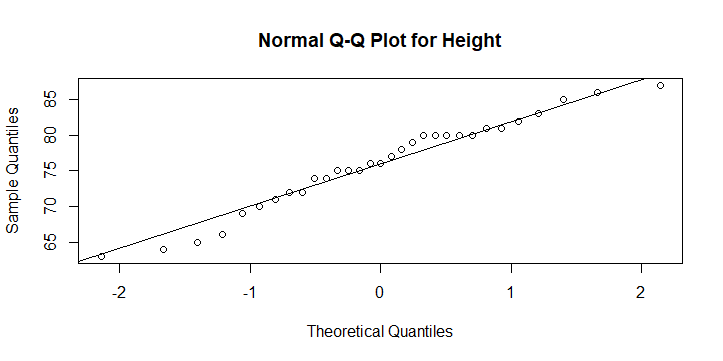 Normal Q-Q Plot for Height
Sample Quantiles
85
80
75
70
65
-2 -1 0 1 2
Theoretical Quantiles